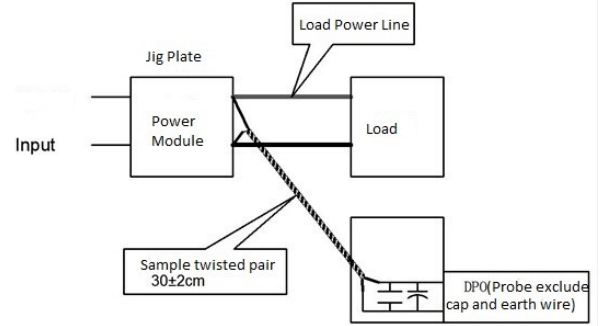 Load Power Line
Jig Plate
Power
Module
Load
Input
Sample twisted pair
30±2cm
DPO(Probe exclude
cap and earth wire)